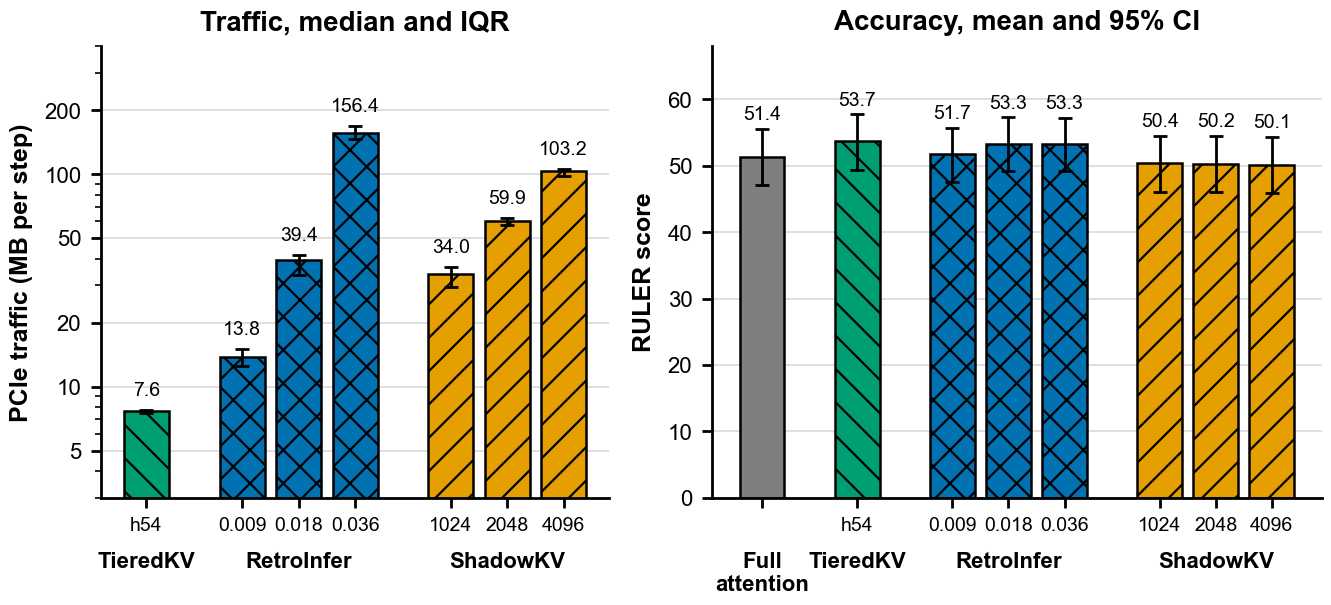 Traffic, median and IQR
PCIe traffic (MB per step)
200
100
50
20
10
5
7.6
13.8
39.4
156.4
34.0
59.9
103.2
h54
0.009
0.018
0.036
1024
2048
4096
TieredKV
RetroInfer
ShadowKV
Accuracy, mean and 95% CI
RULER score
60
50
40
30
20
10
0
51.4
53.7
51.7
53.3
53.3
50.4
50.2
50.1
h54
0.009
0.018
0.036
1024
2048
4096
Full
attention
TieredKV
RetroInfer
ShadowKV